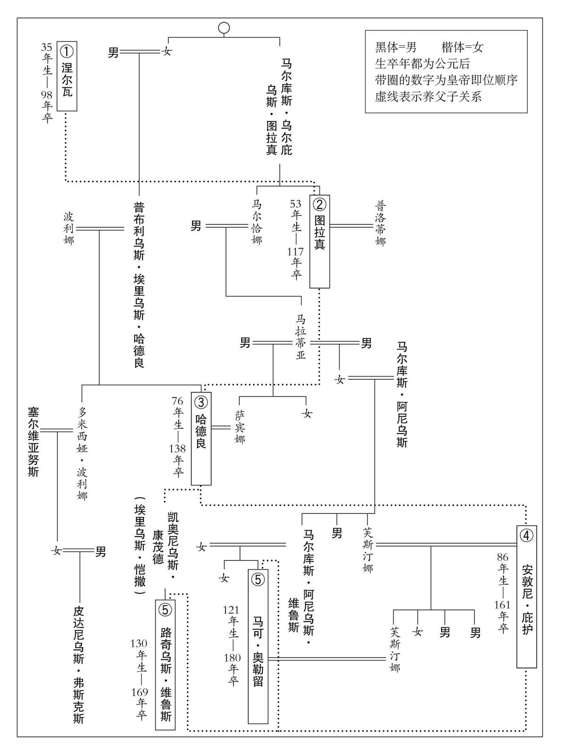 黑体=男　楷体=女
生卒年都为公元后
带圈的数字为皇帝即位顺序
虚线表示养父子关系
①涅尔瓦
35年生—98年卒
男
女
马尔库斯·乌尔庇
乌斯·图拉真
波利娜
普布利乌斯·埃里乌斯·哈德良
男
马尔恰娜
②图拉真
53年生—117年卒
普洛蒂娜
男
马拉蒂亚
男
女
马尔库斯·阿尼乌斯
塞尔维亚努斯
多米西娅·波利娜
③哈德良
76年生—138年卒
萨宾娜
女
凯奥尼乌斯·
康茂德
（埃里乌斯·恺撒）
女
马尔库斯·阿尼乌斯·
维鲁斯
男
芙斯汀娜
④安敦尼·庇护
86年生—161年卒
女
男
皮达尼乌斯·弗斯克斯
⑤路奇乌斯·维鲁斯
130年生—169年卒
女
⑤马可·奥勒留
121年生—180年卒
芙斯汀娜
女
男
男